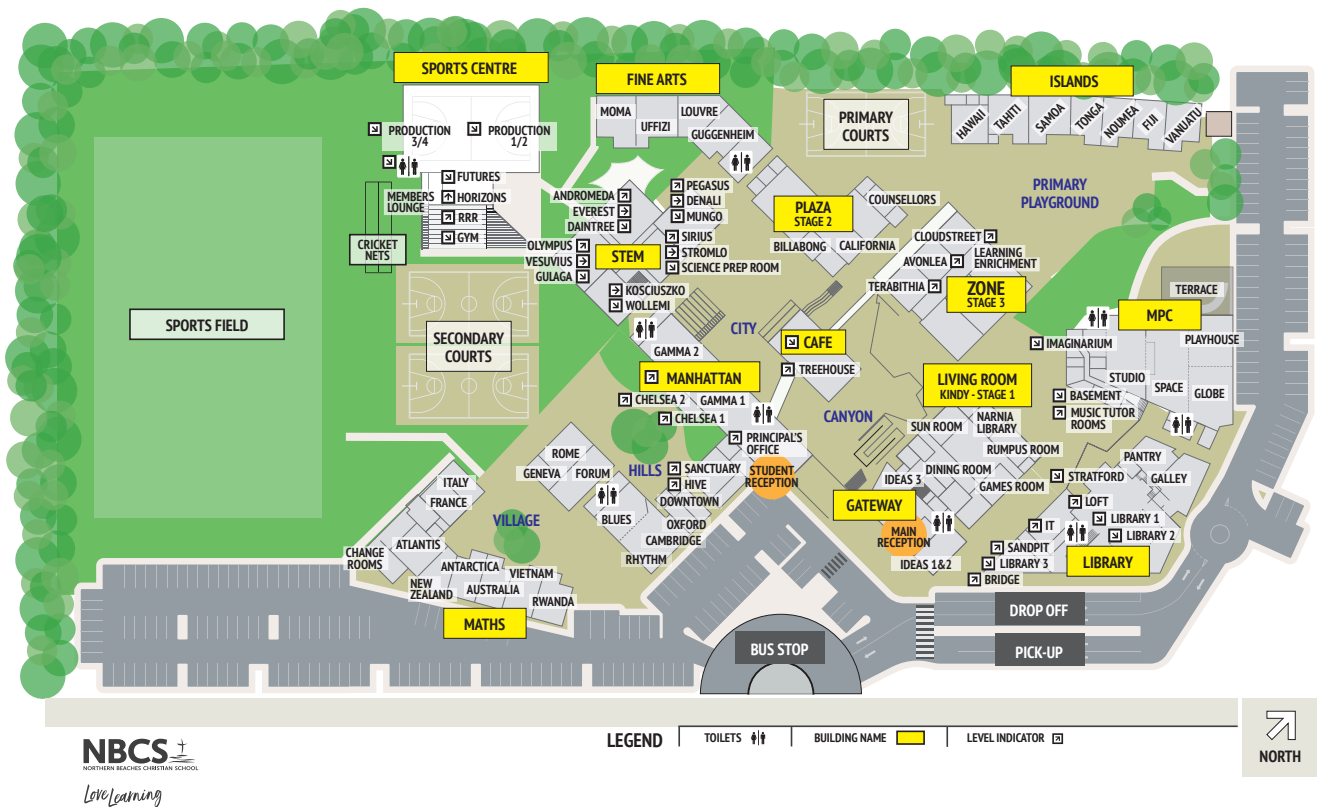 SPORTS CENTRE
FINE ARTS
ISLANDS
MOMA
UFFIZI
LOUVRE
GUGGENHEIM
PRIMARY
COURTS
HAWAII
TAHITI
SAMOA
TONGA
NOUMEA
FIJI
VANUATU
PRODUCTION
3/4
PRODUCTION
1/2
FUTURES
HORIZONS
MEMBERS
LOUNGE
RRR
GYM
CRICKET
NETS
ANDROMEDA
EVEREST
DAINTREE
PEGASUS
DENALI
MUNGO
OLYMPUS
VESUVIUS
GULAGA
STEM
SIRIUS
STROMLO
SCIENCE PREP ROOM
KOSCIUSZKO
WOLLEMI
PLAZA
STAGE 2
COUNSELLORS
BILLABONG
CALIFORNIA
PRIMARY
PLAYGROUND
CLOUDSTREET
AVONLEA
LEARNING
ENRICHMENT
TERABITHIA
ZONE
STAGE 3
TERRACE
MPC
SPORTS FIELD
SECONDARY
COURTS
CITY
CAFE
TREEHOUSE
GAMMA 2
MANHATTAN
CHELSEA 2
GAMMA 1
CHELSEA 1
PRINCIPAL'S
OFFICE
IMAGINARIUM
PLAYHOUSE
STUDIO
SPACE
GLOBE
BASEMENT
MUSIC TUTOR
ROOMS
LIVING ROOM
KINDY - STAGE 1
CANYON
SUN ROOM
NARNIA
LIBRARY
RUMPUS ROOM
DINING ROOM
GAMES ROOM
IDEAS 3
GATEWAY
MAIN
RECEPTION
IDEAS 1&2
PANTRY
GALLEY
STRATFORD
LOFT
LIBRARY 1
IT
LIBRARY 2
SANDPIT
LIBRARY 3
LIBRARY
BRIDGE
ROME
GENEVA
FORUM
HILLS
SANCTUARY
HIVE
DOWNTOWN
STUDENT
RECEPTION
BLUES
OXFORD
CAMBRIDGE
RHYTHM
ITALY
FRANCE
VILLAGE
ATLANTIS
CHANGE
ROOMS
ANTARCTICA
NEW
ZEALAND
AUSTRALIA
VIETNAM
RWANDA
MATHS
DROP OFF
BUS STOP
PICK-UP
LEGEND
TOILETS
BUILDING NAME
LEVEL INDICATOR
NORTH
NBCS
NORTHERN BEACHES CHRISTIAN SCHOOL
Love Learning